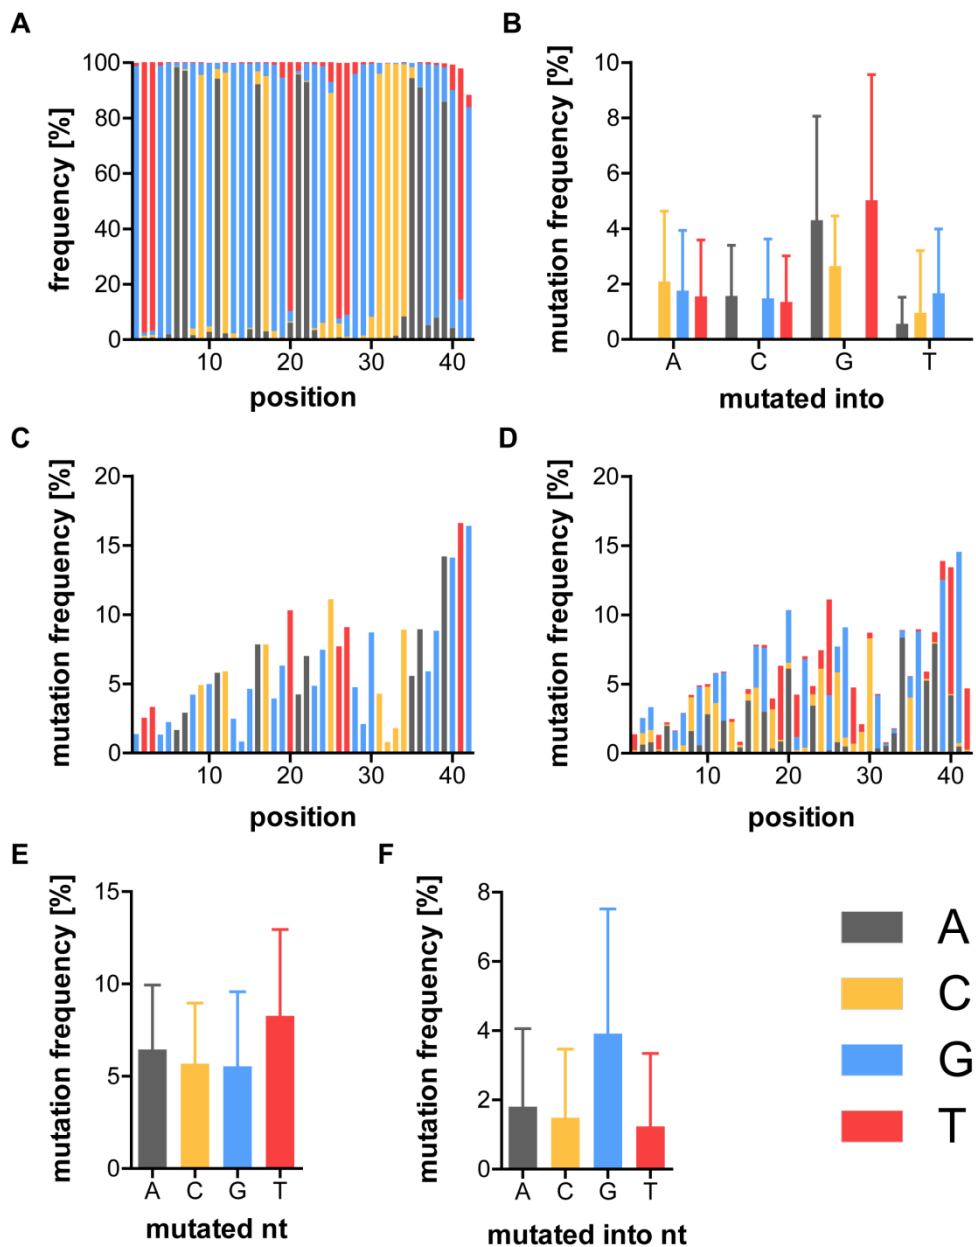 A
frequency [%]
100
80
60
40
20
0
10 20 30 40
position
B
mutation frequency [%]
10
8
6
4
2
0
A C G T
mutated into
C
mutation frequency [%]
20
15
10
5
0
10 20 30 40
position
D
mutation frequency [%]
20
15
10
5
0
10 20 30 40
position
E
mutation frequency [%]
15
10
5
0
A C G T
mutated nt
F
mutation frequency [%]
8
6
4
2
0
A C G T
mutated into nt
A
C
G
T